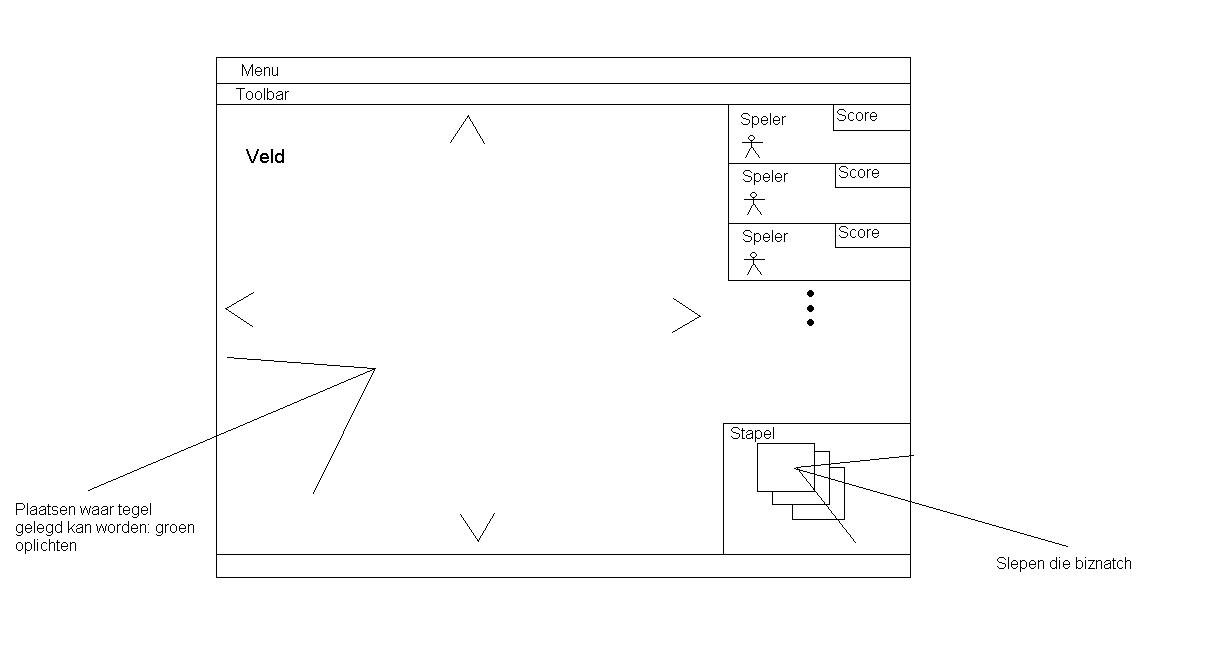 Menu
Toolbar
Veld
Speler
Score
Speler
Score
Speler
Score
Stapel
Plaatsen waar tegel
gelegd kan worden: groen
oplichten
Slepen die biznatch